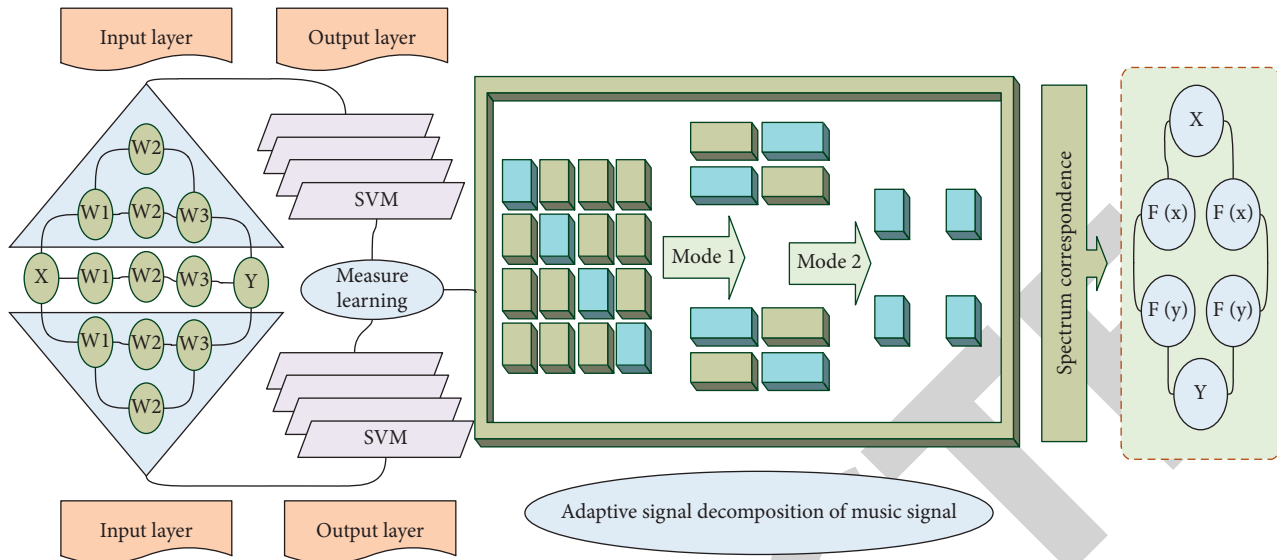 Input layer
Output layer
W2
W1
W2
W3
SVM
X
W1
W2
W3
Y
Measure
learning
W1
W2
W3
W2
SVM
Input layer
Output layer
Mode 1
Mode 2
Adaptive signal decomposition of music signal
Spectrum correspondence
X
F (x)
F (x)
F (y)
F (y)
Y